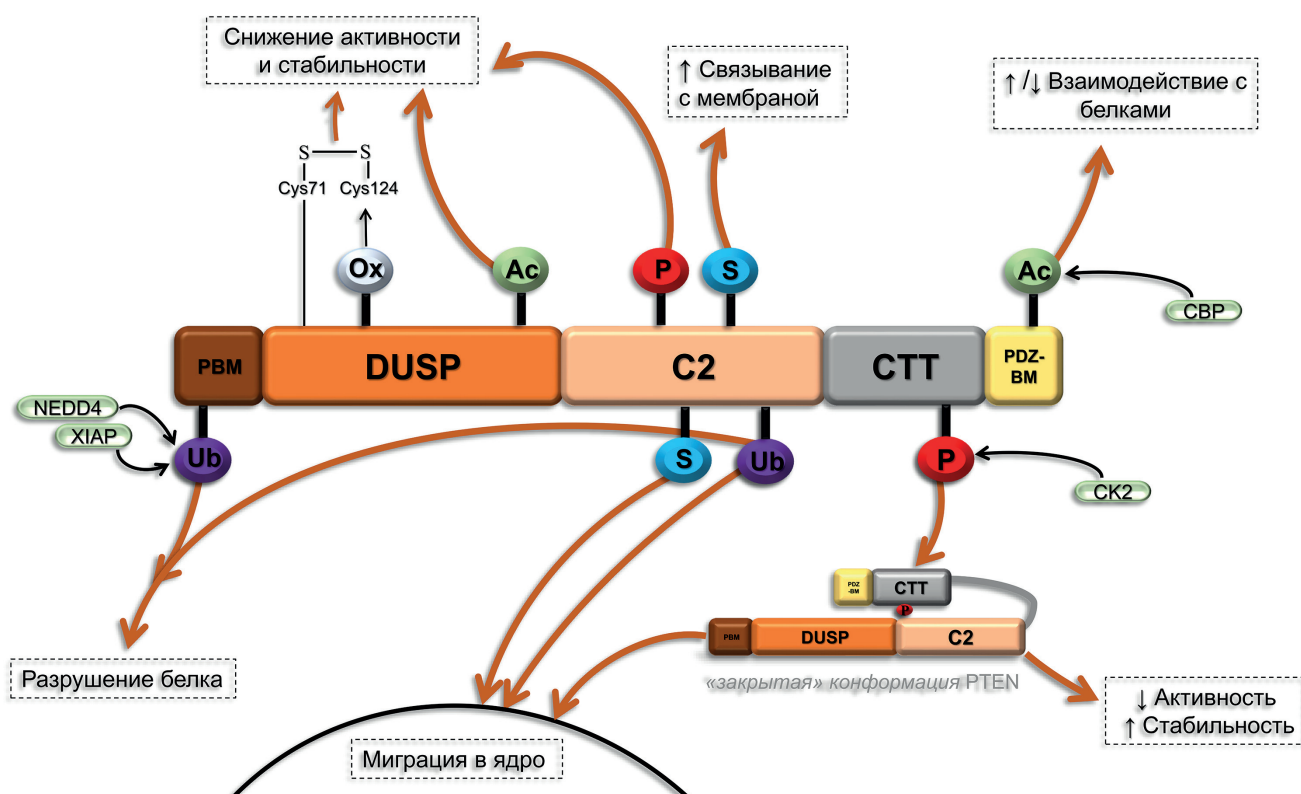 Снижение активности
и стабильности
↑ Связывание
с мембраной
↑ /↓ Взаимодействие с
белками
S
S
Cys71
Cys124
Ox
Ac
P
S
Ac
CBP
PBM
DUSP
C2
CTT
PDZ-
BM
NEDD4
XIAP
Ub
S
Ub
P
CK2
PDZ
-BM
CTT
P
PBM
DUSP
C2
«закрытая» конформация PTEN
Разрушение белка
↓ Активность
↑ Стабильность
Миграция в ядро